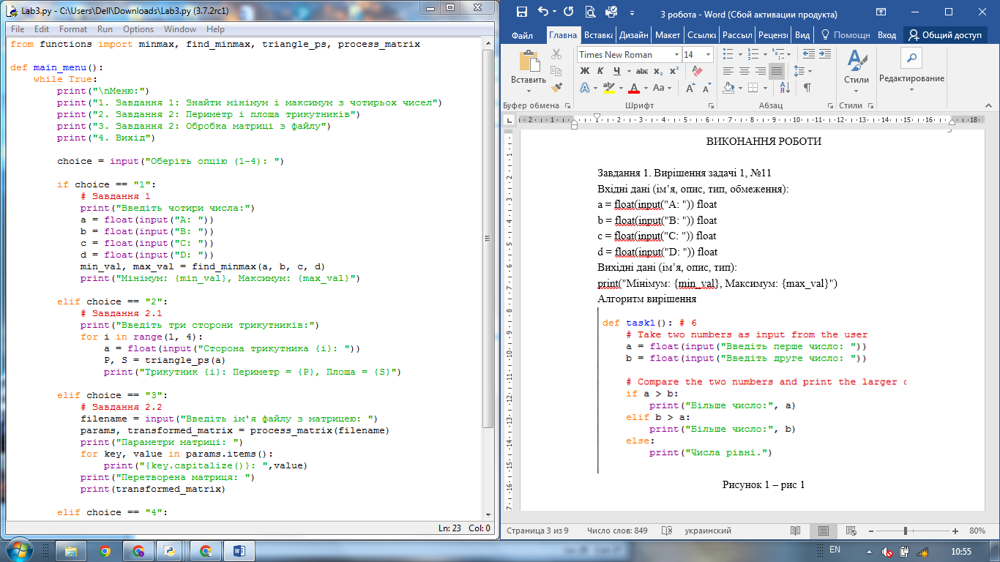 Lab3.py - C:\Users\Dell\Downloads\Lab3.py (3.7.2rc1)
File Edit Format Run Options Window Help
from functions import minmax, find_minmax, triangle_ps, process_matrix
def main_menu():
while True:
print("\nМеню:")
print("1. Завдання 1: Знайти мінімум і максимум з чотирьох чисел")
print("2. Завдання 2: Периметр і площа трикутників")
print("3. Завдання 2: Обробка матриці з файлу")
print("4. Вихід")
choice = input("Оберіть опцію (1-4): ")
if choice == "1":
# Завдання 1
print("Введіть чотири числа:")
a = float(input("A: "))
b = float(input("B: "))
c = float(input("C: "))
d = float(input("D: "))
min_val, max_val = find_minmax(a, b, c, d)
print("Мінімум: {min_val}, Максимум: {max_val}")
elif choice == "2":
# Завдання 2.1
print("Введіть три сторони трикутників:")
for i in range(1, 4):
a = float(input("Сторона трикутника {i}: "))
P, S = triangle_ps(a)
print("Трикутник {i}: Периметр = {P}, Площа = {S}")
elif choice == "3":
# Завдання 2.2
filename = input("Введіть ім'я файлу з матрицею: ")
params, transformed_matrix = process_matrix(filename)
print("Параметри матриці: ")
for key, value in params.items():
print("{key.capitalize()}: ",value)
print("Перетворена матриця: ")
print(transformed_matrix)
elif choice == "4":
Ln: 23 Col: 0
3 робота - Word (Сбой активации продукта)
Файл Главна Вставка Дизайн Макет Ссылки Рассыл Реценз Вид Помощн Вход Общий доступ
Times New Roman 14
Вставить
Ж К Ч abc x₂ x²
Стили
Редактирование
Буфер обмена Шрифт Абзац Стили
ВИКОНАННЯ РОБОТИ
Завдання 1. Вирішення задачі 1, №11
Вхідні дані (ім’я, опис, тип, обмеження):
a = float(input("A: ")) float
b = float(input("B: ")) float
c = float(input("C: ")) float
d = float(input("D: ")) float
Вихідні дані (ім’я, опис, тип):
print("Мінімум: {min_val}, Максимум: {max_val}")
Алгоритм вирішення
def task1(): # 6
# Take two numbers as input from the user
a = float(input("Введіть перше число: "))
b = float(input("Введіть друге число: "))
# Compare the two numbers and print the larger
if a > b:
print("Більше число:", a)
elif b > a:
print("Більше число:", b)
else:
print("Числа рівні.")
Рисунок 1 – рис 1
Страница 3 из 9 Число слов: 849 украинский 80%
EN 10:55